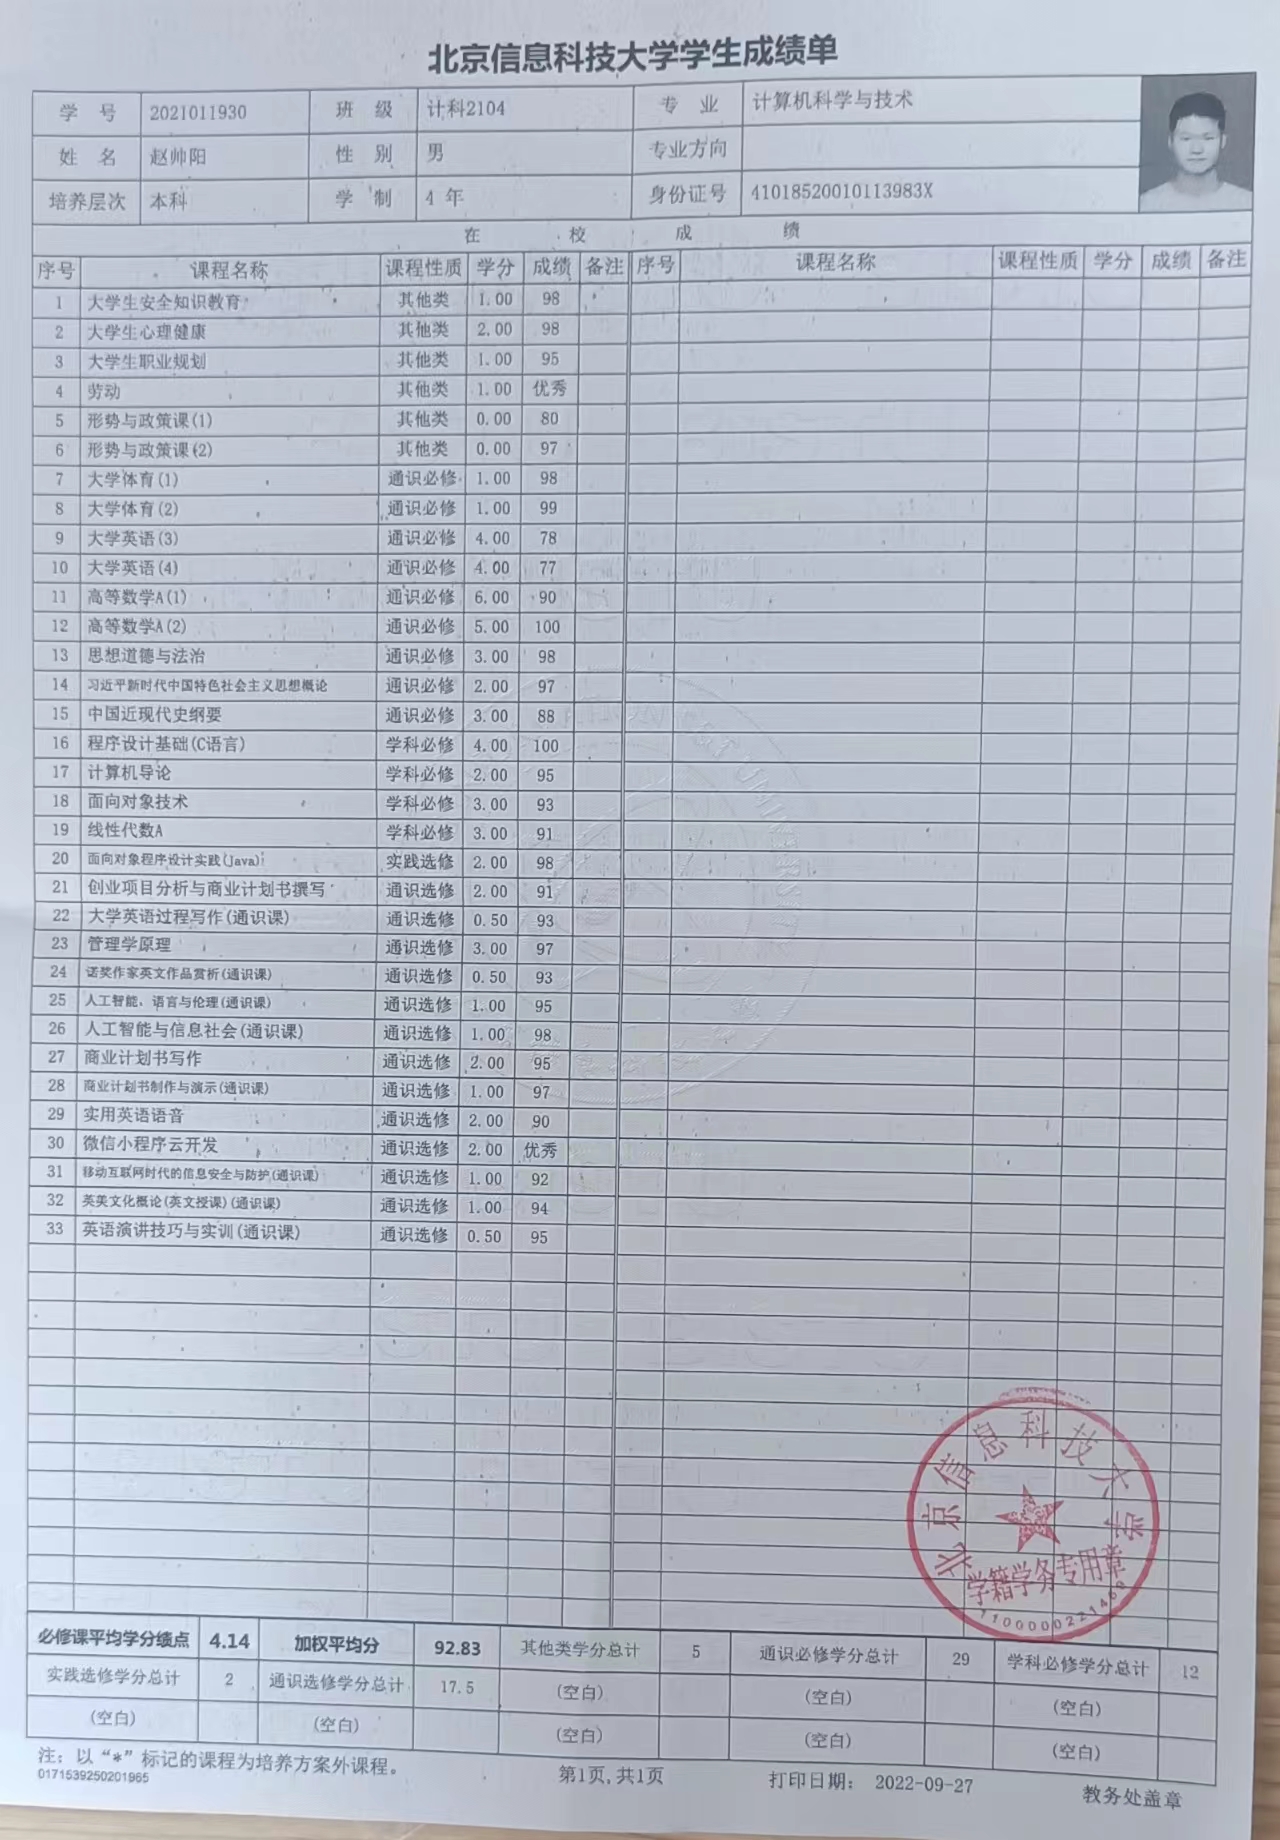 北京信息科技大学学生成绩单
学 号 2021011930 班 级 计科2104 专 业 计算机科学与技术
姓 名 赵帅阳 性 别 男 专业方向
培养层次 本科 学 制 4 年 身份证号 41018520010113983X
在 校 成 绩
序号 课程名称 课程性质 学分 成绩 备注 序号 课程名称 课程性质 学分 成绩 备注
1 大学生安全知识教育 其他类 1.00 98
2 大学生心理健康 其他类 2.00 98
3 大学生职业规划 其他类 1.00 95
4 劳动 其他类 1.00 优秀
5 形势与政策课(1) 其他类 0.00 80
6 形势与政策课(2) 其他类 0.00 97
7 大学体育(1) 通识必修 1.00 98
8 大学体育(2) 通识必修 1.00 99
9 大学英语(3) 通识必修 4.00 78
10 大学英语(4) 通识必修 4.00 77
11 高等数学A(1) 通识必修 6.00 90
12 高等数学A(2) 通识必修 5.00 100
13 思想道德与法治 通识必修 3.00 98
14 习近平新时代中国特色社会主义思想概论 通识必修 2.00 97
15 中国近现代史纲要 通识必修 3.00 88
16 程序设计基础(C语言) 学科必修 4.00 100
17 计算机导论 学科必修 2.00 95
18 面向对象技术 学科必修 3.00 93
19 线性代数A 学科必修 3.00 91
20 面向对象程序设计实践(Java) 实践选修 2.00 98
21 创业项目分析与商业计划书撰写 通识选修 2.00 91
22 大学英语过程写作(通识课) 通识选修 0.50 93
23 管理学原理 通识选修 3.00 97
24 诺奖作家英文作品赏析(通识课) 通识选修 0.50 93
25 人工智能、语言与伦理(通识课) 通识选修 1.00 95
26 人工智能与信息社会(通识课) 通识选修 1.00 98
27 商业计划书写作 通识选修 2.00 95
28 商业计划书制作与演示(通识课) 通识选修 1.00 97
29 实用英语语音 通识选修 2.00 90
30 微信小程序云开发 通识选修 2.00 优秀
31 移动互联网时代的信息安全与防护(通识课) 通识选修 1.00 92
32 英美文化概论(英文授课)(通识课) 通识选修 1.00 94
33 英语演讲技巧与实训(通识课) 通识选修 0.50 95
北京信息科技大学
学籍学务专用章
必修课平均学分绩点 4.14 加权平均分 92.83 其他类学分总计 5 通识必修学分总计 29 学科必修学分总计 12
实践选修学分总计 2 通识选修学分总计 17.5 (空白) (空白) (空白)
(空白) (空白) (空白) (空白) (空白)
注：以“*”标记的课程为培养方案外课程。
0171539250201965
第1页,共1页 打印日期： 2022-09-27 教务处盖章